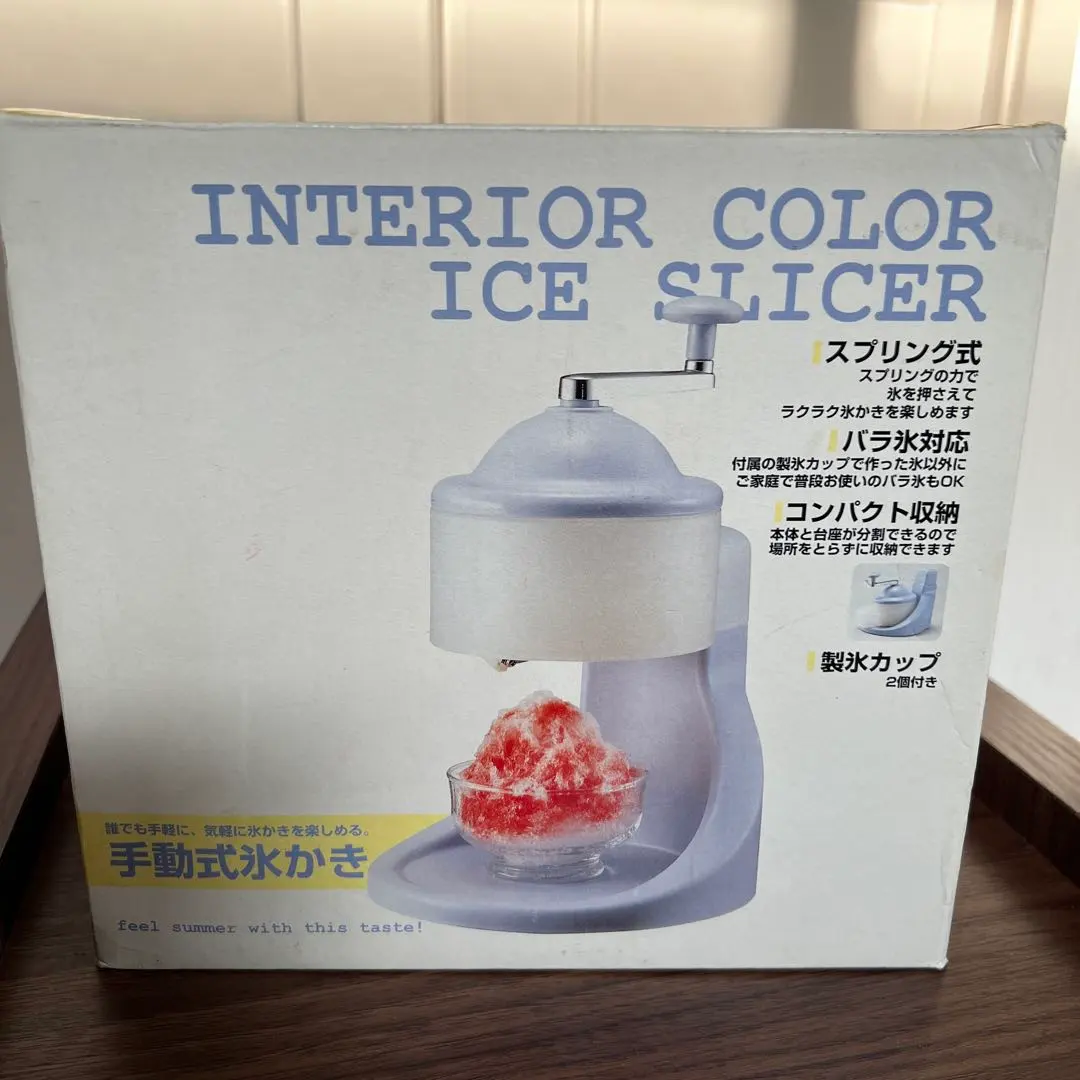 INTERIOR COLOR
ICE SLICER
スプリング式
スプリングの力で
氷を押さえて
ラクラク氷かきを楽しめます
バラ氷対応
付属の製氷カップで作った氷以外に
ご家庭で普段お使いのバラ氷もOK
コンパクト収納
本体と台座が分割できるので
場所をとらずに収納できます
製氷カップ
2個付き
誰でも手軽に、気軽に氷かきを楽しめる。
手動式氷かき
feel summer with this taste!